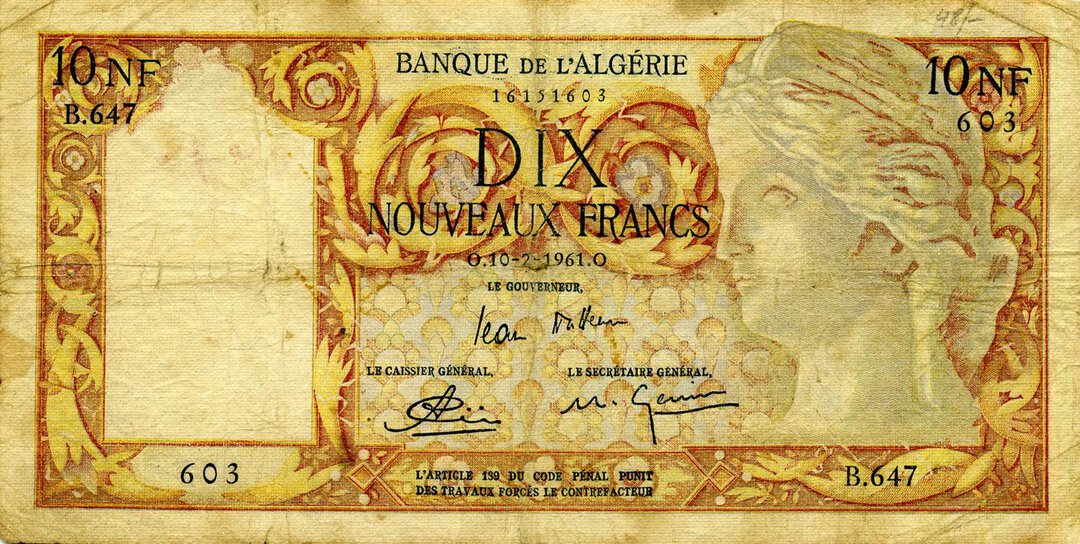 10 NF
B.647
BANQUE DE L'ALGÉRIE
16151603
10 NF
603
DIX
NOUVEAUX FRANCS
O.10-2-1961.O
LE GOUVERNEUR,
Jean
LE CAISSIER GÉNÉRAL,
LE SECRÉTAIRE GÉNÉRAL,
603
L'ARTICLE 139 DU CODE PÉNAL PUNIT
DES TRAVAUX FORCÉS LE CONTREFACTEUR
B.647